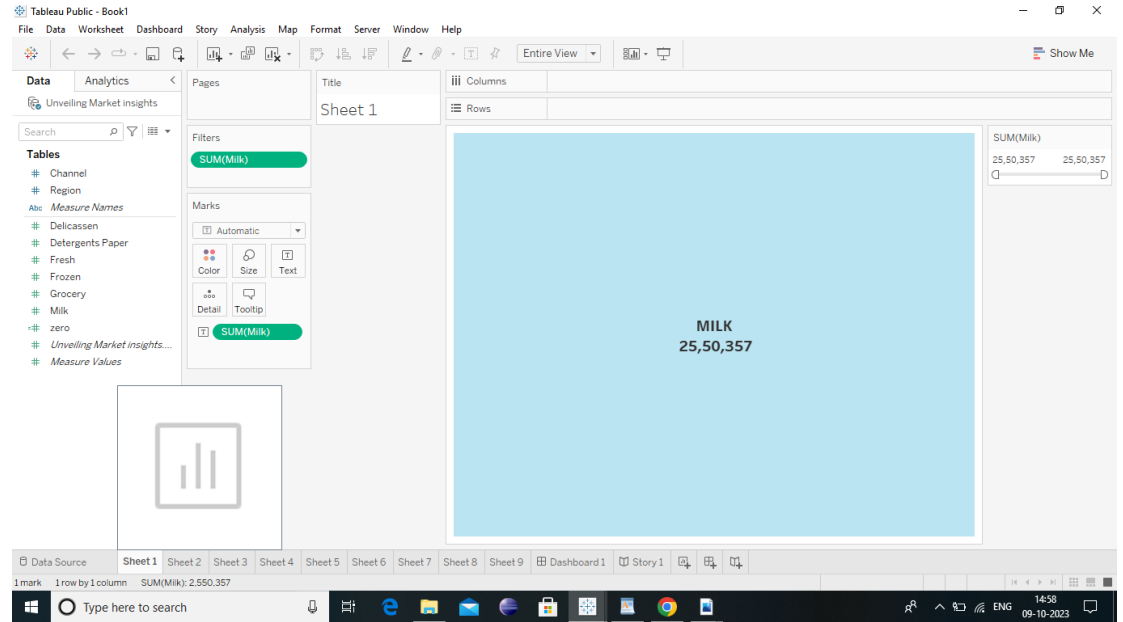 Tableau Public - Book1
File Data Worksheet Dashboard Story Analysis Map Format Server Window Help
Entire View
Show Me
Data Analytics
Unveiling Market insights
Search
Tables
Channel
Region
Abc Measure Names
Delicassen
Detergents Paper
Fresh
Frozen
Grocery
Milk
zero
Unveiling Market insights....
Measure Values
Pages
Filters
SUM(Milk)
Marks
Automatic
Color Size Text
Detail Tooltip
SUM(Milk)
Title
Sheet 1
Columns
Rows
MILK
25,50,357
SUM(Milk)
25,50,357 25,50,357
Data Source Sheet 1 Sheet 2 Sheet 3 Sheet 4 Sheet 5 Sheet 6 Sheet 7 Sheet 8 Sheet 9 Dashboard 1 Story 1
1 mark 1 row by 1 column SUM(Milk): 2,550,357
Type here to search
ENG
14:58
09-10-2023